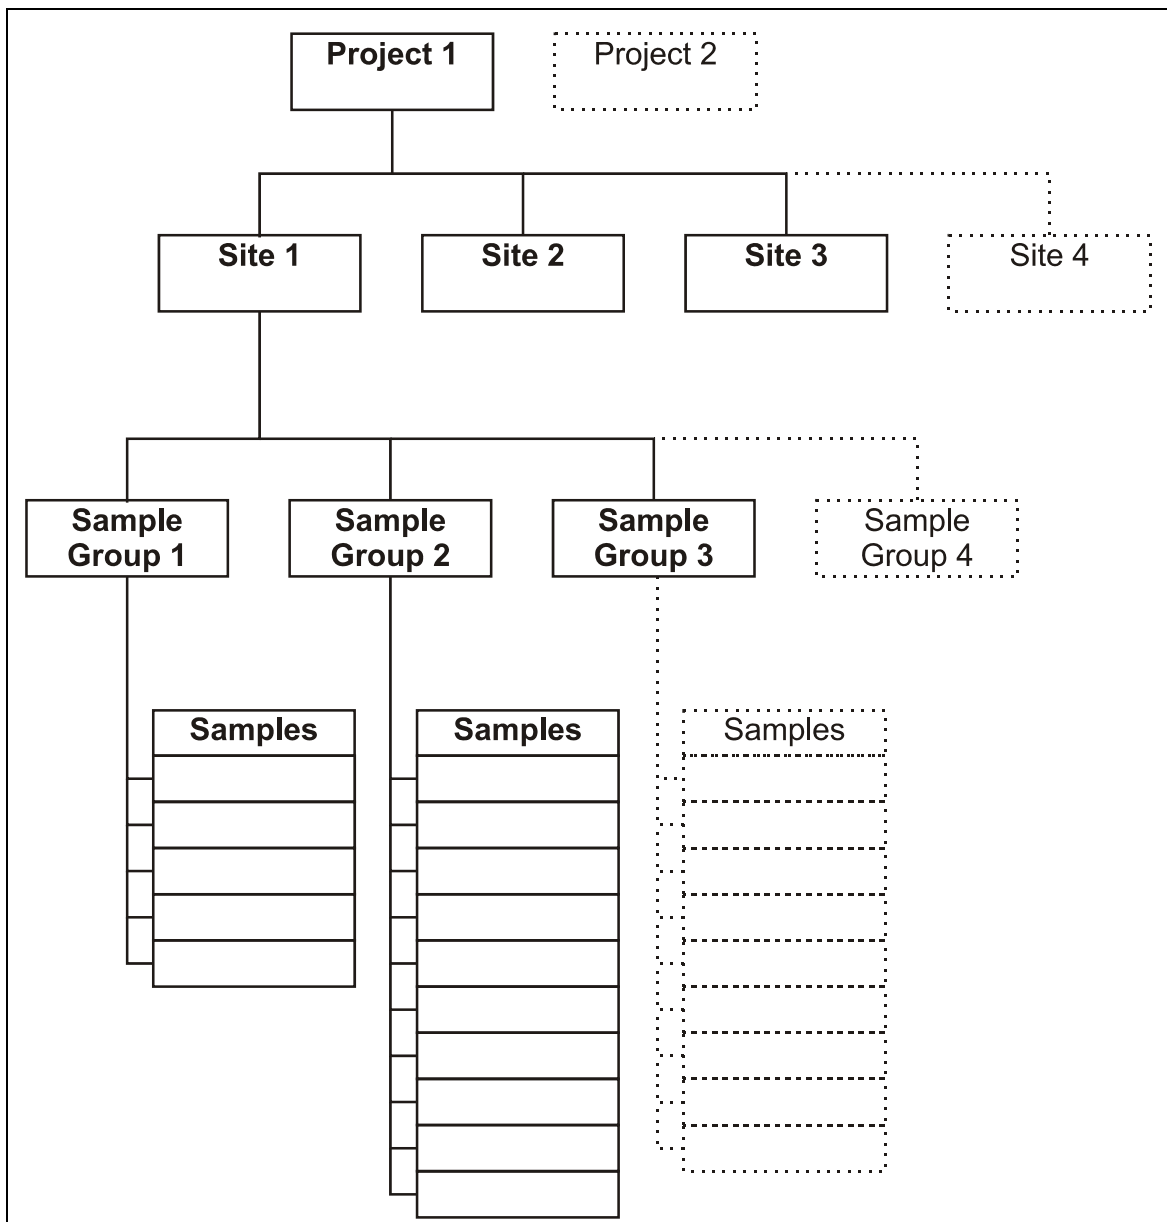 Project 1
Project 2
Site 1
Site 2
Site 3
Site 4
Sample
Group 1
Sample
Group 2
Sample
Group 3
Sample
Group 4
Samples
Samples
Samples